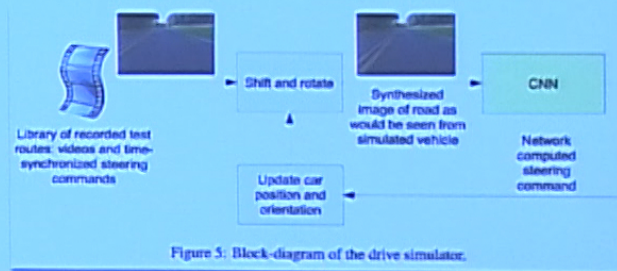 Shift and rotate
CNN
Library of recorded test
routes: videos and time-
synchronized steering
commands
Synthesized
image of road as
would be seen from
simulated vehicle
Network
computed
steering
command
Update car
position and
orientation
Figure 5: Block-diagram of the drive simulator.